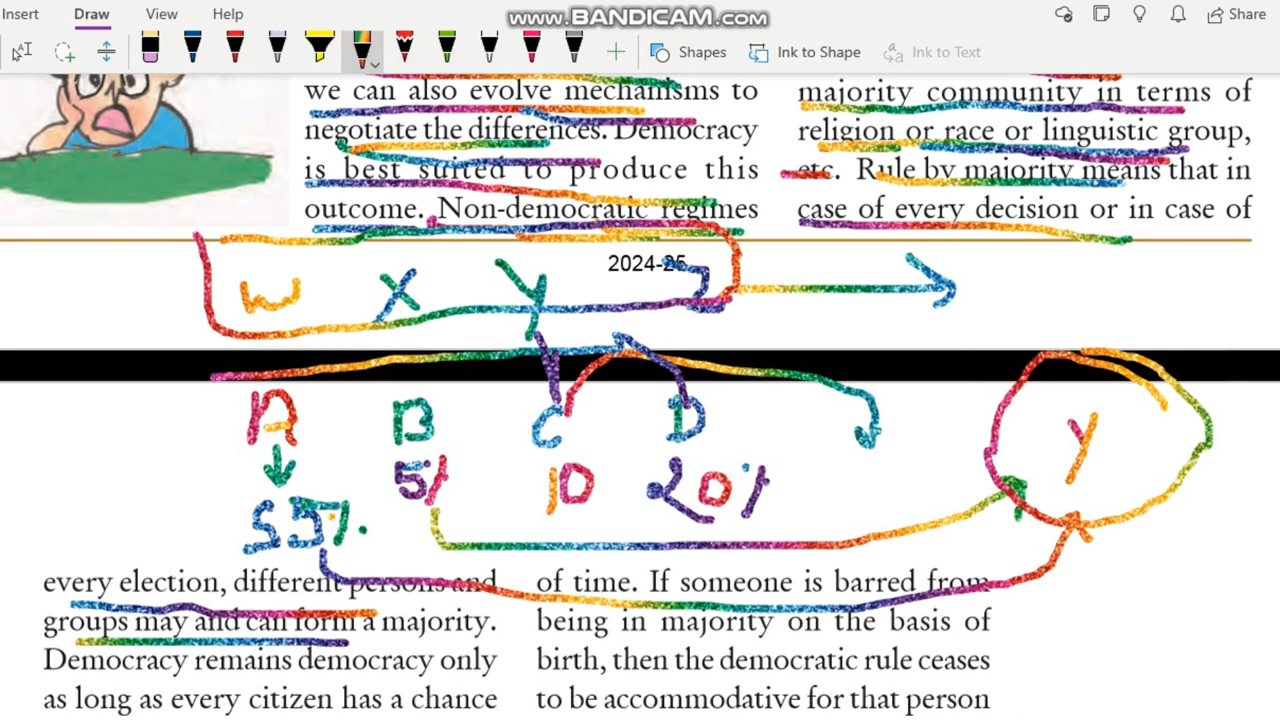 Insert Draw View Help
www.BANDICAM.com
Share
Shapes Ink to Shape Ink to Text
we can also evolve mechanisms to
negotiate the differences. Democracy
is best suited to produce this
outcome. Non-democratic regimes
majority community in terms of
religion or race or linguistic group,
etc. Rule by majority means that in
case of every decision or in case of
2024-25
W X Y Z
A B C D
Y
5% 10 20%
55%.
every election, different persons and
groups may and can form a majority.
Democracy remains democracy only
as long as every citizen has a chance
of time. If someone is barred from
being in majority on the basis of
birth, then the democratic rule ceases
to be accommodative for that person